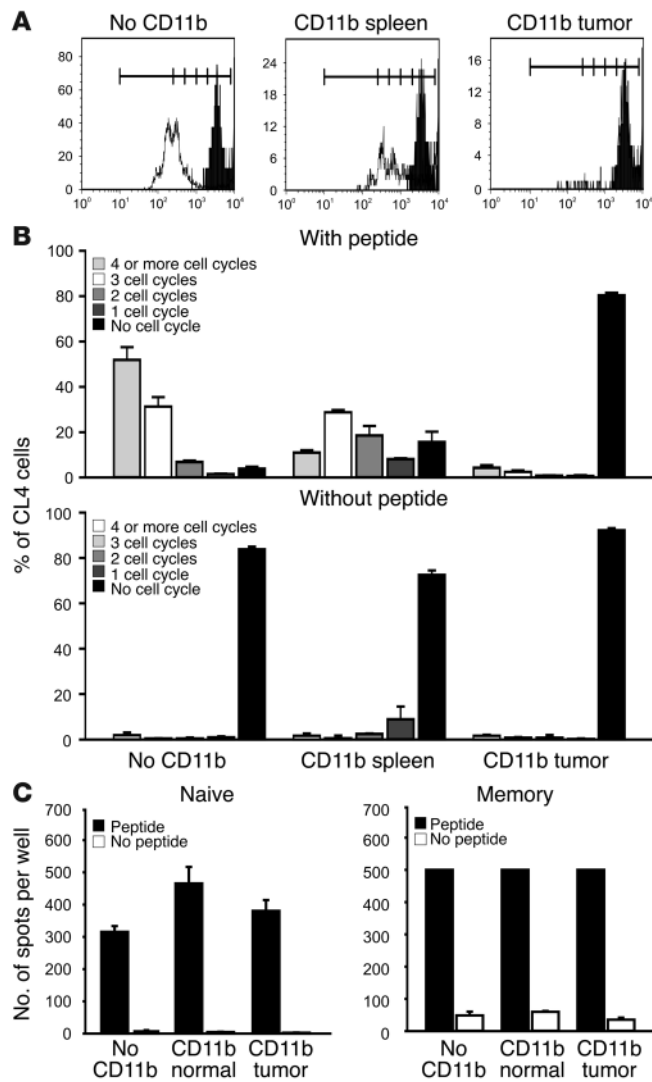 A
No CD11b
CD11b spleen
CD11b tumor
80
60
40
20
0
10⁰ 10¹ 10² 10³ 10⁴
24
18
12
6
0
10⁰ 10¹ 10² 10³ 10⁴
16
12
8
4
0
10⁰ 10¹ 10² 10³ 10⁴
B
With peptide
% of CL4 cells
100
80
60
40
20
0
4 or more cell cycles
3 cell cycles
2 cell cycles
1 cell cycle
No cell cycle
Without peptide
100
80
60
40
20
0
4 or more cell cycles
3 cell cycles
2 cell cycles
1 cell cycle
No cell cycle
No CD11b
CD11b spleen
CD11b tumor
C
Naive
No. of spots per well
700
600
500
400
300
200
100
0
Peptide
No peptide
No
CD11b
CD11b
normal
CD11b
tumor
Memory
700
600
500
400
300
200
100
0
Peptide
No peptide
No
CD11b
CD11b
normal
CD11b
tumor